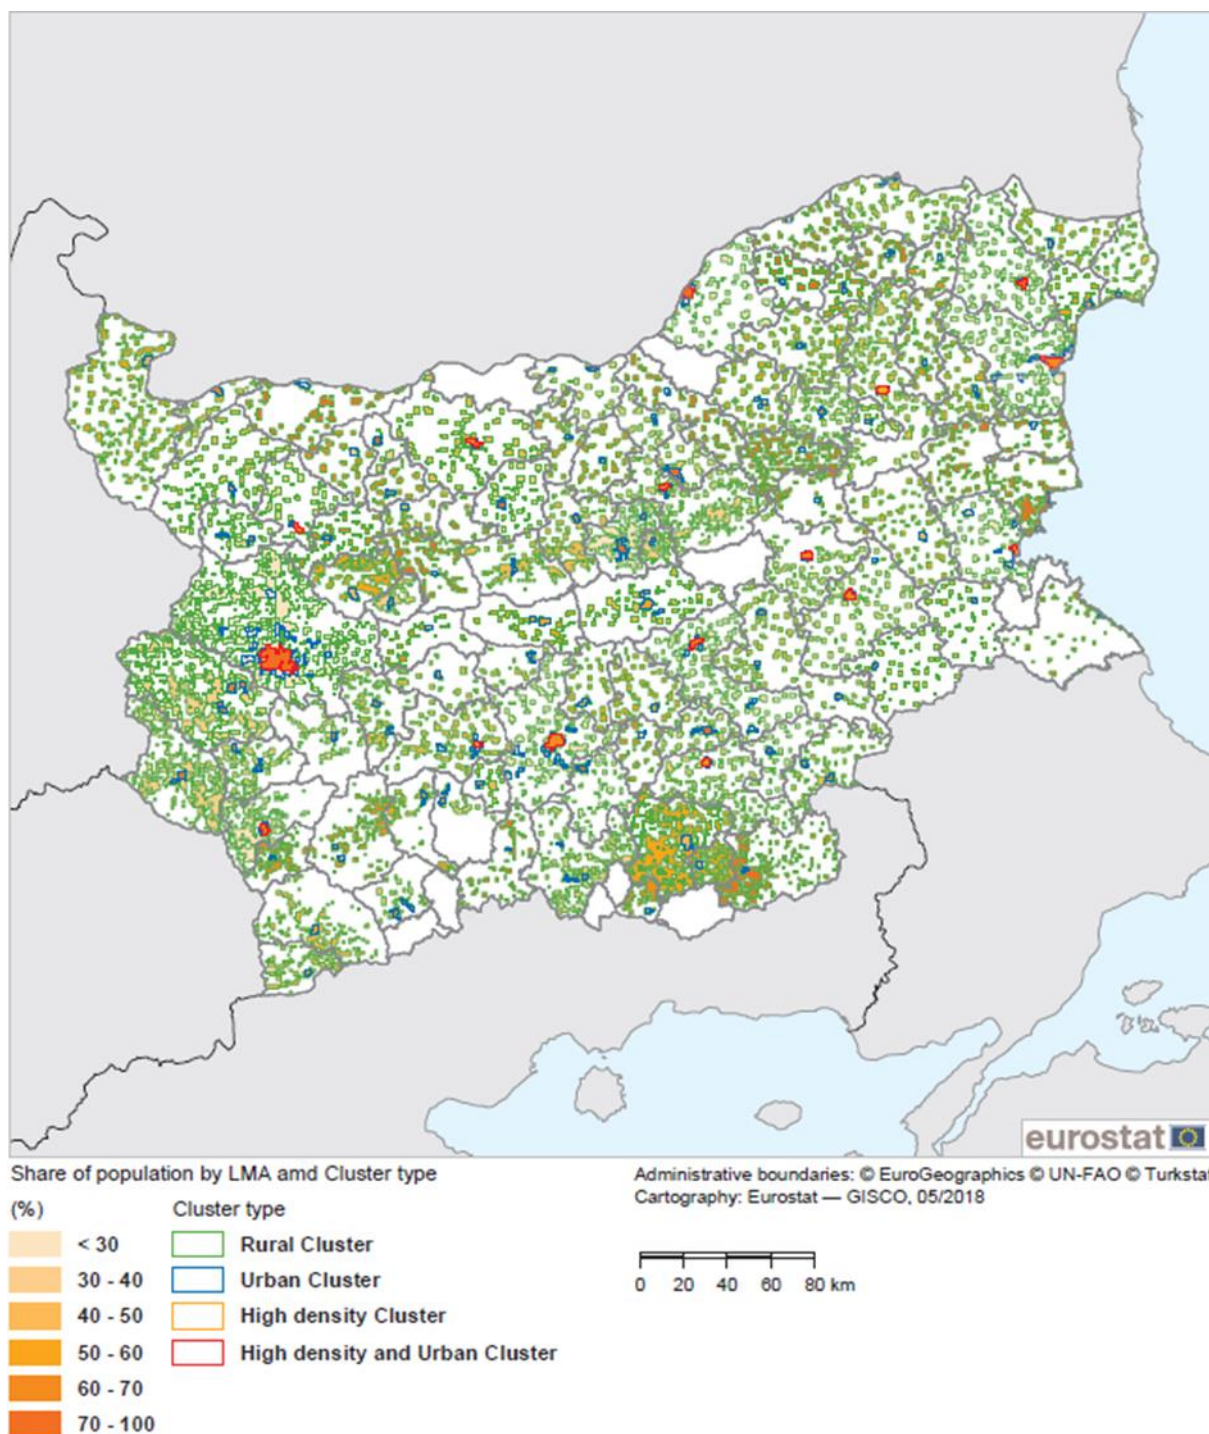 eurostat
Share of population by LMA amd Cluster type
Administrative boundaries: © EuroGeographics © UN-FAO © Turkstat
Cartography: Eurostat — GISCO, 05/2018
(%)
Cluster type
< 30
Rural Cluster
30 - 40
Urban Cluster
40 - 50
High density Cluster
50 - 60
High density and Urban Cluster
60 - 70
70 - 100
0 20 40 60 80 km